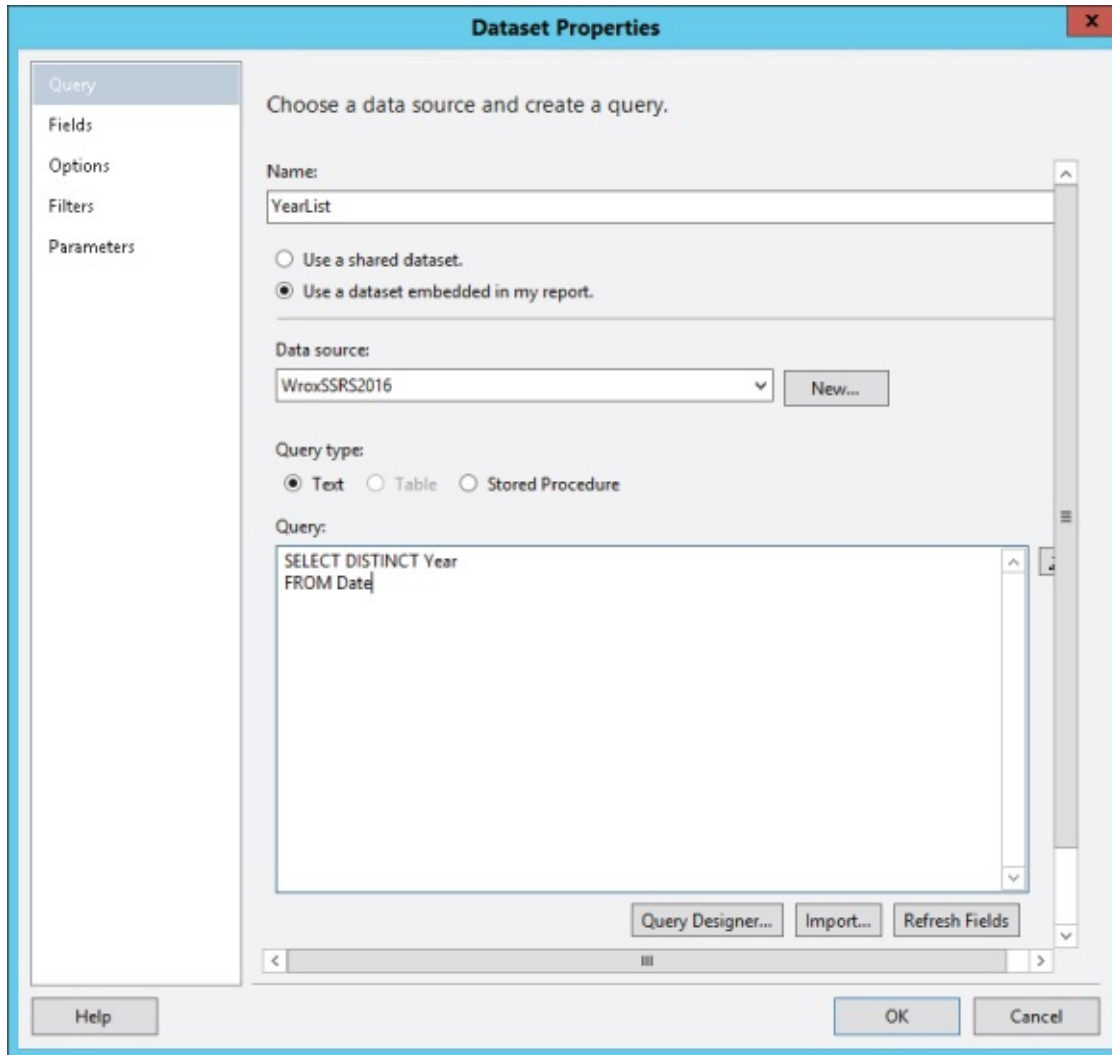 Dataset Properties
x
Query
Fields
Options
Filters
Parameters
Choose a data source and create a query.
Name:
YearList
Use a shared dataset.
Use a dataset embedded in my report.
Data source:
WroxSSRS2016
New...
Query type:
Text Table Stored Procedure
Query:
SELECT DISTINCT Year
FROM Date
Query Designer... Import... Refresh Fields
Help OK Cancel